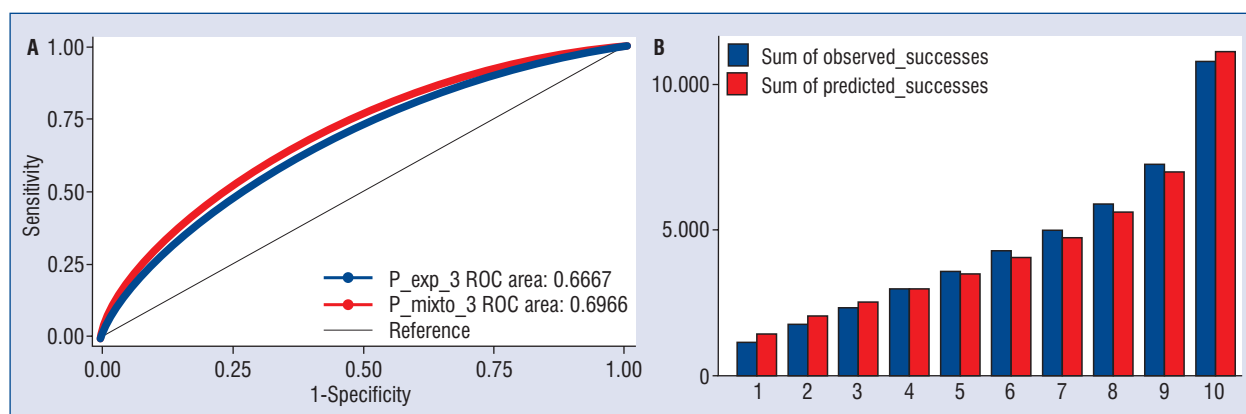 A
1.00
0.75
0.50
0.25
0.00
Sensitivity
P_exp_3 ROC area: 0.6667
P_mixto_3 ROC area: 0.6966
Reference
0.00
0.25
0.50
0.75
1.00
1-Specificity
B
Sum of observed_successes
Sum of predicted_successes
10.000
5.000
0
1
2
3
4
5
6
7
8
9
10